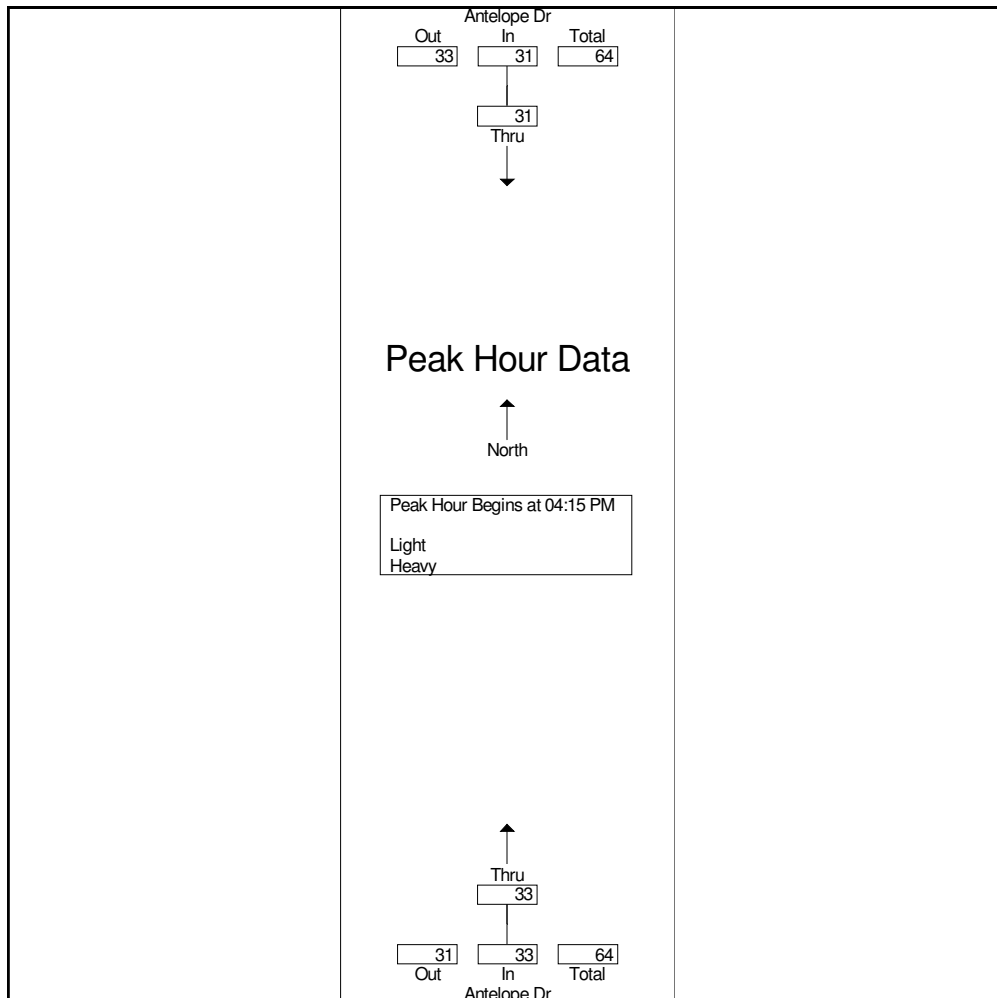 Antelope Dr
Out In Total
33 31 64
31
Thru
Peak Hour Data
North
Peak Hour Begins at 04:15 PM
Light
Heavy
Thru
33
31 33 64
Out In Total
Antelope Dr